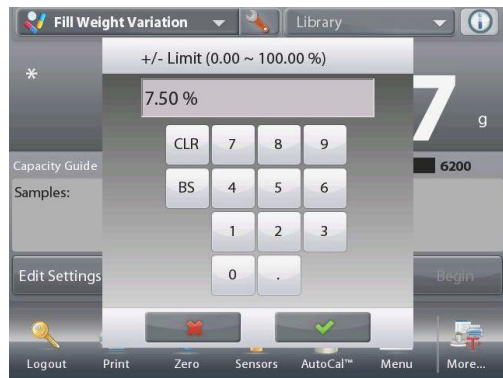 Fill Weight Variation
Library
+/- Limit (0.00 ~ 100.00 %)
7.50 %
*
7
g
CLR 7 8 9
Capacity Guide
6200
Samples:
BS 4 5 6
1 2 3
Edit Settings
0 .
Begin
Logout Print Zero Sensors AutoCal™ Menu More...